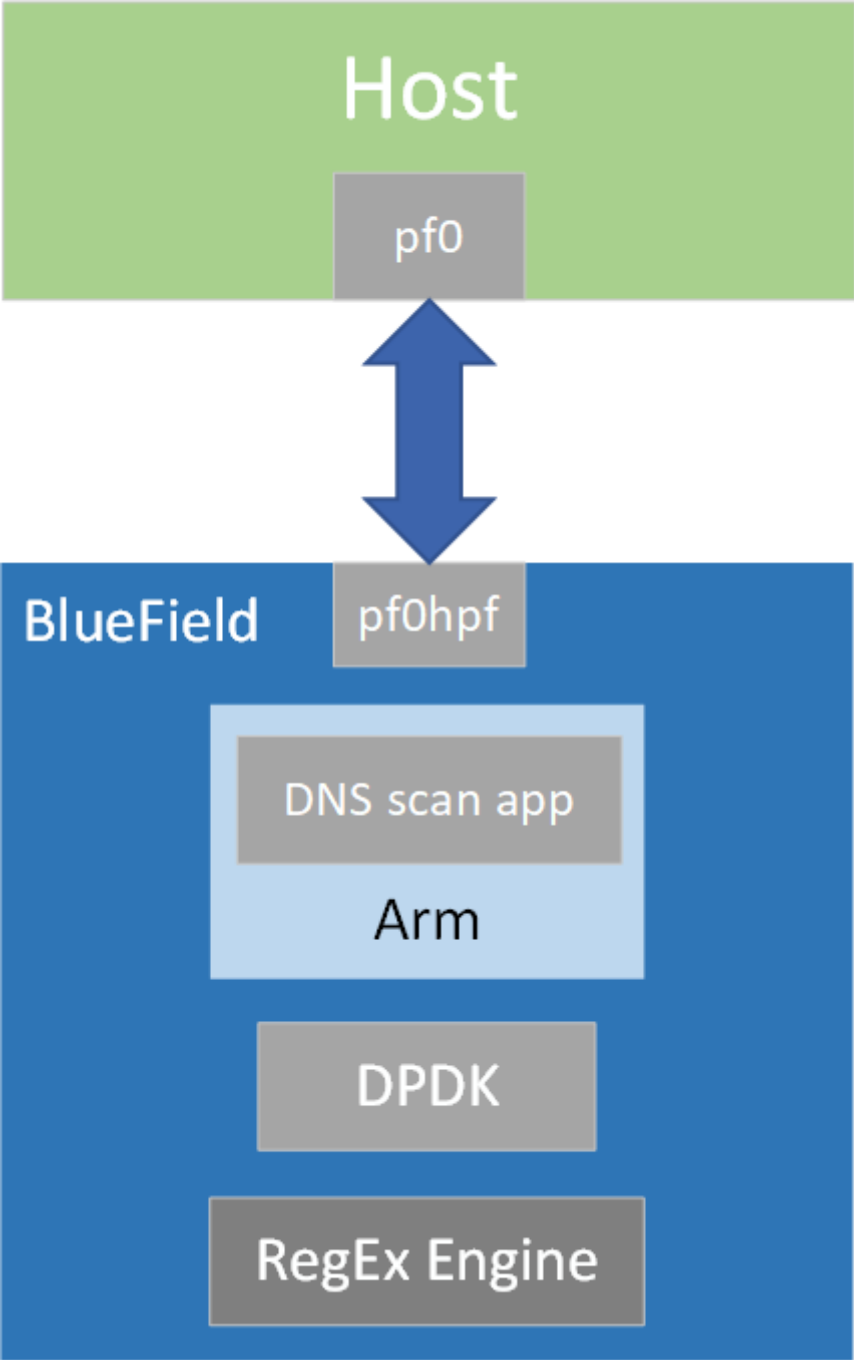 Host
pf0
BlueField
pf0hpf
DNS scan app
Arm
DPDK
RegEx Engine